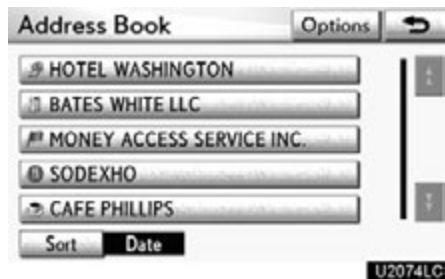 Address Book Options
HOTEL WASHINGTON
BATES WHITE LLC
MONEY ACCESS SERVICE INC.
SODEXHO
CAFE PHILLIPS
Sort Date
U2074LC